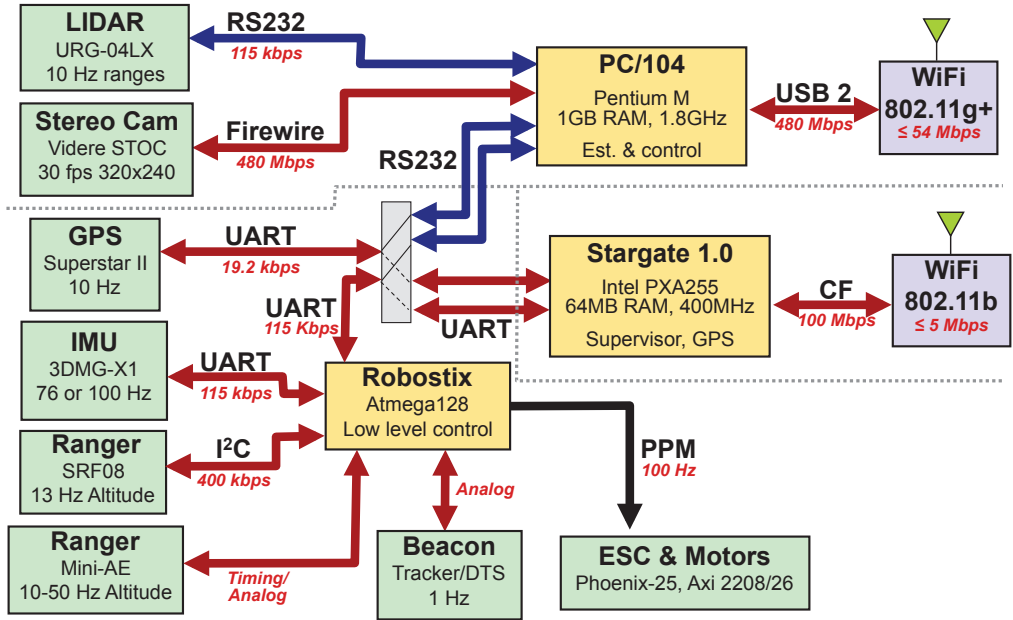 LIDAR
URG-04LX
10 Hz ranges
RS232
115 kbps
Stereo Cam
Videre STOC
30 fps 320x240
Firewire
480 Mbps
PC/104
Pentium M
1GB RAM, 1.8GHz
Est. & control
USB 2
480 Mbps
WiFi
802.11g+
≤ 54 Mbps
RS232
GPS
Superstar II
10 Hz
UART
19.2 kbps
UART
115 Kbps
UART
Stargate 1.0
Intel PXA255
64MB RAM, 400MHz
Supervisor, GPS
CF
100 Mbps
WiFi
802.11b
≤ 5 Mbps
IMU
3DMG-X1
76 or 100 Hz
UART
115 kbps
Robostix
Atmega128
Low level control
Ranger
SRF08
13 Hz Altitude
I²C
400 kbps
PPM
100 Hz
Ranger
Mini-AE
10-50 Hz Altitude
Timing/
Analog
Analog
Beacon
Tracker/DTS
1 Hz
ESC & Motors
Phoenix-25, Axi 2208/26